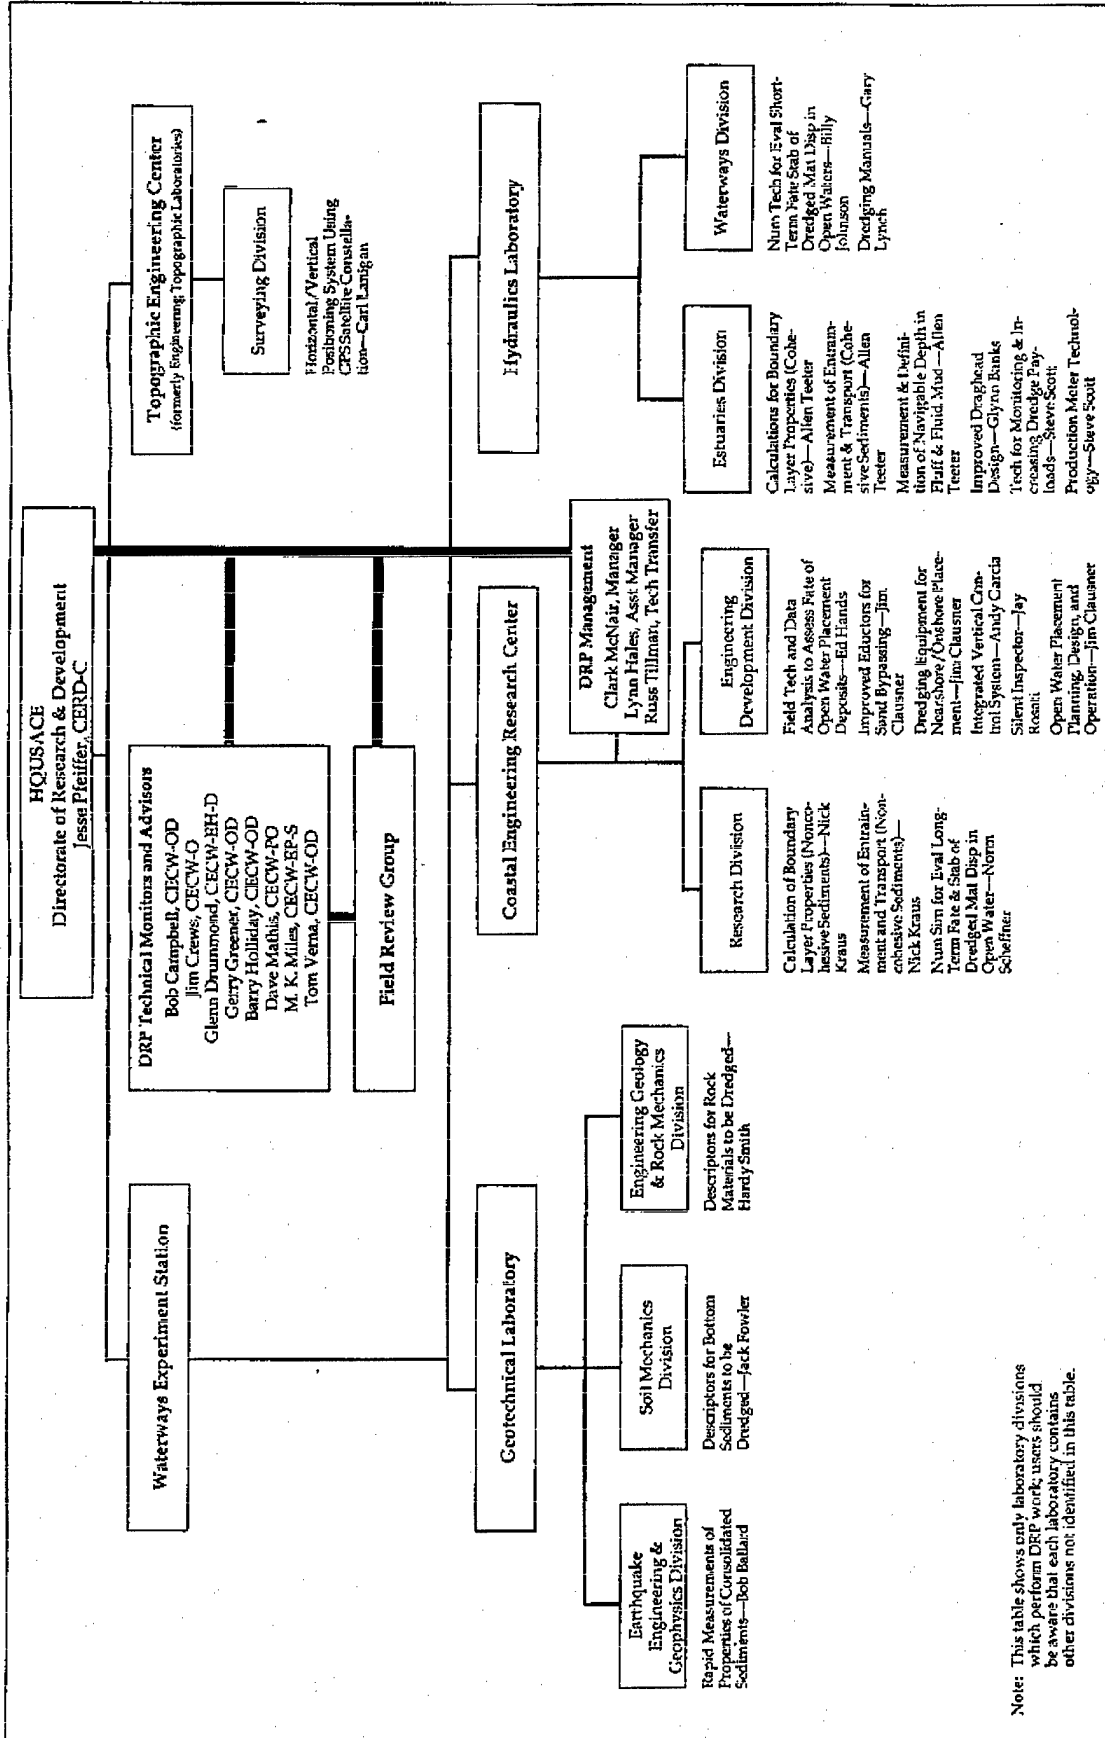 HQUSACE
Directorate of Research & Development
Jesse Pfeiffer, CERD-C
Waterways Experiment Station
DRP Technical Monitors and Advisors
Bob Campbell, CECW-OD
Jim Crews, CECW-O
Glenn Drummond, CECW-EH-D
Gerry Greener, CECW-OD
Barry Holliday, CECW-OD
Dave Mathis, CECW-PO
M. K. Miles, CECW-EP-S
Tom Verna, CECW-OD
Field Review Group
Topographic Engineering Center
(formerly Engineering Topographic Laboratories)
Surveying Division
Horizontal/Vertical
Positioning System Using
GPS Satellite Constella-
tion—Carl Lanigan
Geotechnical Laboratory
Coastal Engineering Research Center
Hydraulics Laboratory
DRP Management
Clark McNair, Manager
Lynn Hales, Asst Manager
Russ Tillman, Tech Transfer
Earthquake
Engineering &
Geophysics Division
Rapid Measurements of
Properties of Consolidated
Sediments—Bob Ballard
Soil Mechanics
Division
Descriptors for Bottom
Sediments to be
Dredged—Jack Fowler
Engineering Geology
& Rock Mechanics
Division
Descriptors for Rock
Materials to be Dredged—
Hardy Smith
Research Division
Calculation of Boundary
Layer Properties (Nonco-
hesive Sediments)—Nick
Kraus
Measurement of Entrain-
ment and Transport (Non-
cohesive Sediments)—
Nick Kraus
Num Sim for Eval Long-
Term Fate & Stab of
Dredged Mat Disp in
Open Water—Norm
Scheffner
Engineering
Development Division
Field Tech and Data
Analysis to Assess Fate of
Open Water Placement
Deposits—Ed Hands
Improved Eductors for
Sand Bypassing—Jim
Clausner
Dredging Equipment for
Nearshore/Onshore Place-
ment—Jim Clausner
Integrated Vertical Con-
trol System—Andy Garcia
Silent Inspector—Jay
Rosati
Open Water Placement
Planning, Design, and
Operation—Jim Clausner
Estuaries Division
Calculations for Boundary
Layer Properties (Cohe-
sive)—Allen Teeter
Measurement of Entrain-
ment & Transport (Cohe-
sive Sediments)—Allen
Teeter
Measurement & Defini-
tion of Navigable Depth in
Fluff & Fluid Mud—Allen
Teeter
Improved Draghead
Design—Glynn Banks
Tech for Monitoring & In-
creasing Dredge Pay-
loads—Steve Scott
Production Meter Technol-
ogy—Steve Scott
Waterways Division
Num Tech for Eval Short-
Term Fate Stab of
Dredged Mat Disp in
Open Waters—Billy
Johnson
Dredging Manuals—Gary
Lynch
Note: This table shows only laboratory divisions
which perform DRP work; users should
be aware that each laboratory contains
other divisions not identified in this table.